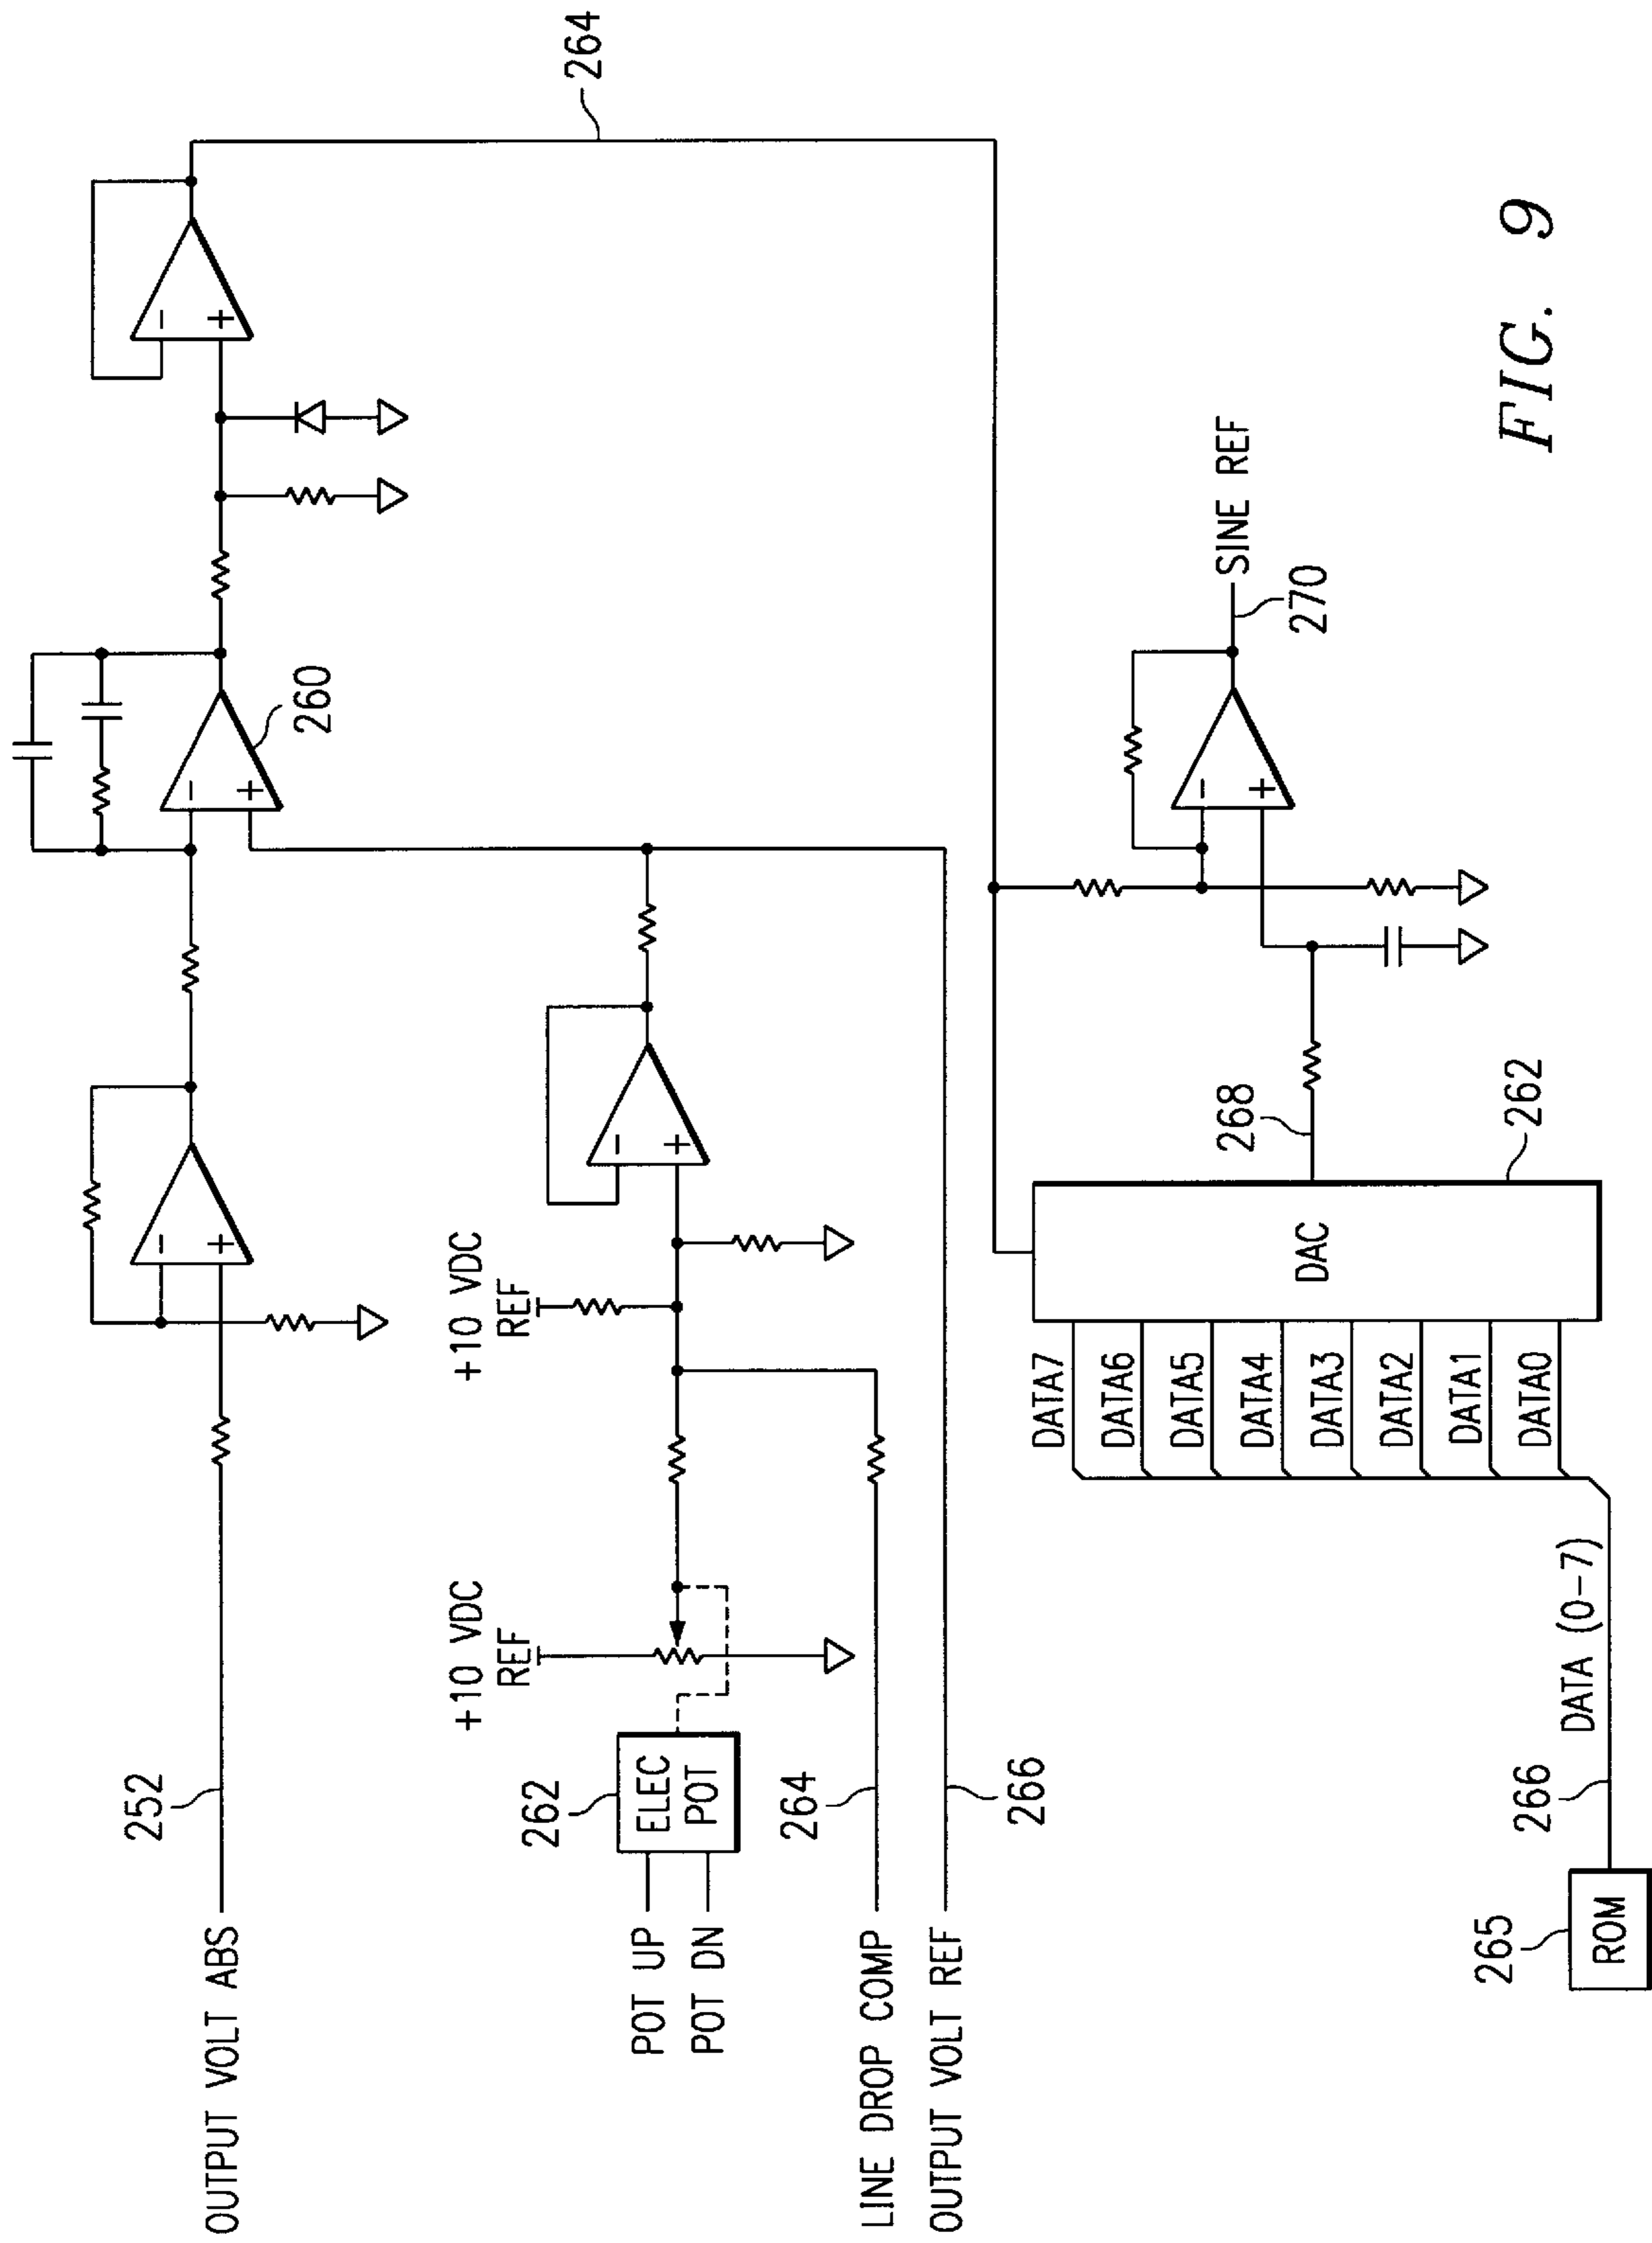 264
252
260
OUTPUT VOLT ABS
- +
- +
- +
+10 VDC
REF
+10 VDC
REF
262
ELEC
POT
POT UP
POT DN
- +
264
LINE DROP COMP
266
OUTPUT VOLT REF
SINE REF
270
- +
268
262
DAC
DATA7
DATA6
DATA5
DATA4
DATA3
DATA2
DATA1
DATA0
DATA (0-7)
266
265
ROM
FIG. 9